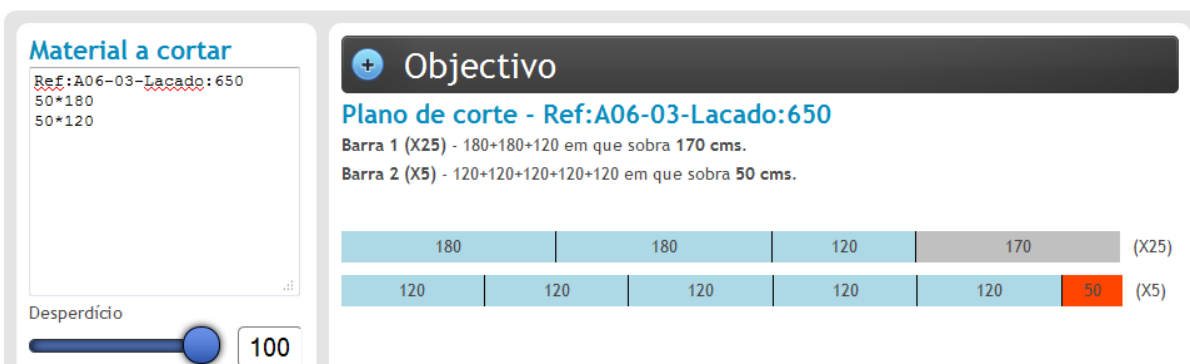 Material a cortar
Ref:A06-03-Lacado:650
50*180
50*120
Desperdício
100
Objectivo
Plano de corte - Ref:A06-03-Lacado:650
Barra 1 (X25) - 180+180+120 em que sobra 170 cms.
Barra 2 (X5) - 120+120+120+120+120 em que sobra 50 cms.
180 180 120 170 (X25)
120 120 120 120 120 50 (X5)